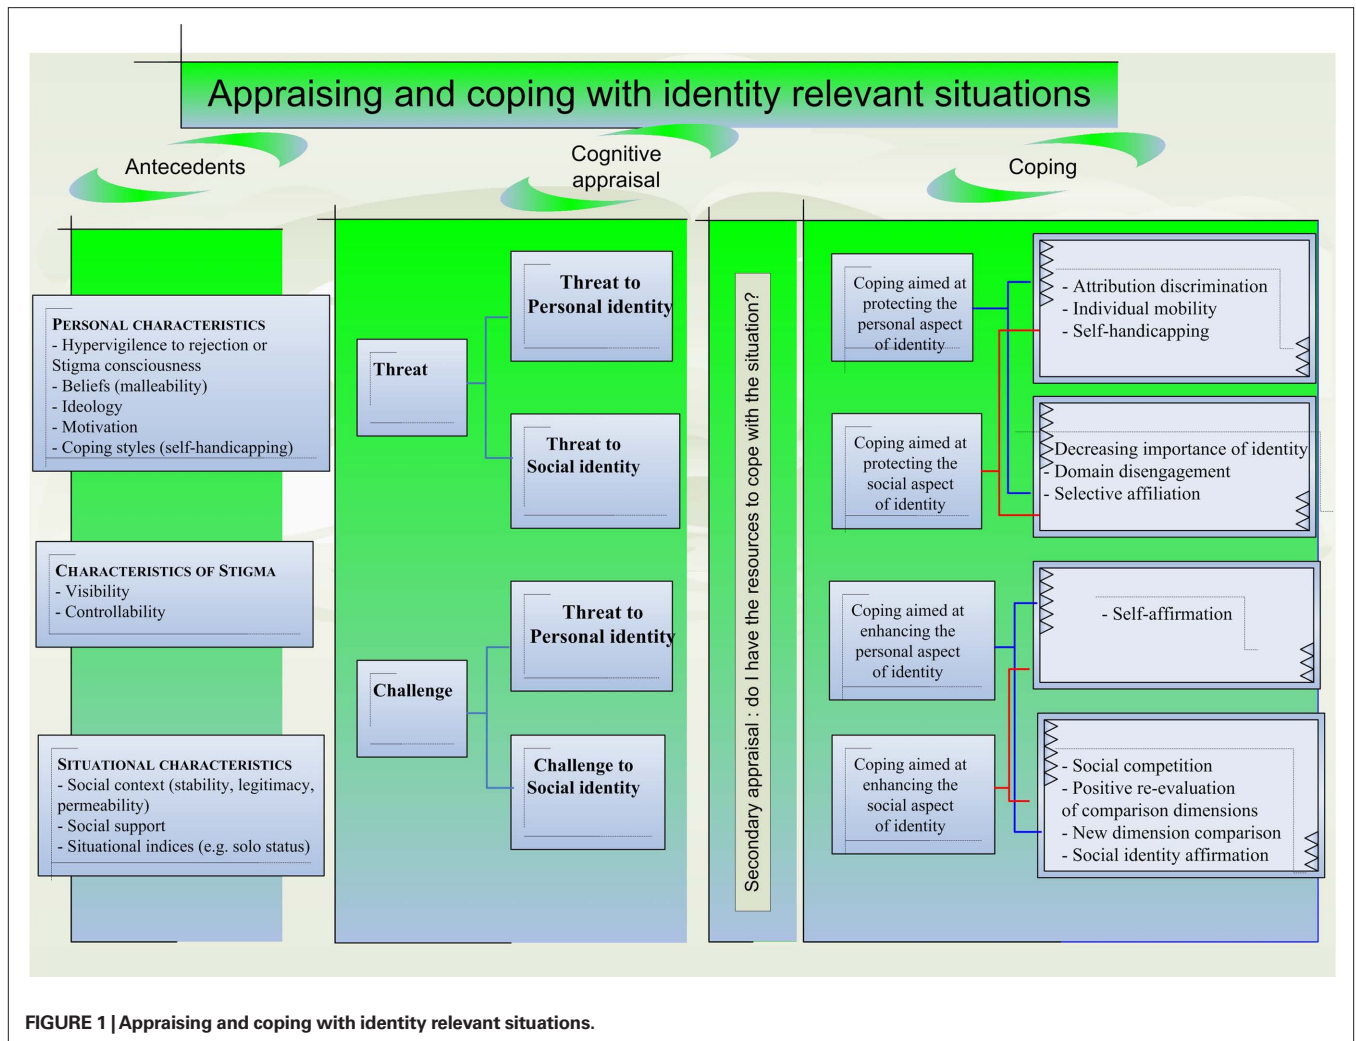 Appraising and coping with identity relevant situations
Antecedents
Cognitive
appraisal
Coping
PERSONAL CHARACTERISTICS
- Hypervigilence to rejection or
Stigma consciousness
- Beliefs (malleability)
- Ideology
- Motivation
- Coping styles (self-handicapping)
CHARACTERISTICS OF STIGMA
- Visibility
- Controllability
SITUATIONAL CHARACTERISTICS
- Social context (stability, legitimacy,
permeability)
- Social support
- Situational indices (e.g. solo status)
Threat
Threat to
Personal identity
Threat to
Social identity
Challenge
Threat to
Personal identity
Challenge to
Social identity
Secondary appraisal : do I have the resources to cope with the situation?
Coping aimed at
protecting the
personal aspect
of identity
Coping aimed at
protecting the
social aspect
of identity
Coping aimed at
enhancing the
personal aspect
of identity
Coping aimed at
enhancing the
social aspect
of identity
- Attribution discrimination
- Individual mobility
- Self-handicapping
Decreasing importance of identity
- Domain disengagement
- Selective affiliation
- Self-affirmation
- Social competition
- Positive re-evaluation
of comparison dimensions
- New dimension comparison
- Social identity affirmation
FIGURE 1 | Appraising and coping with identity relevant situations.